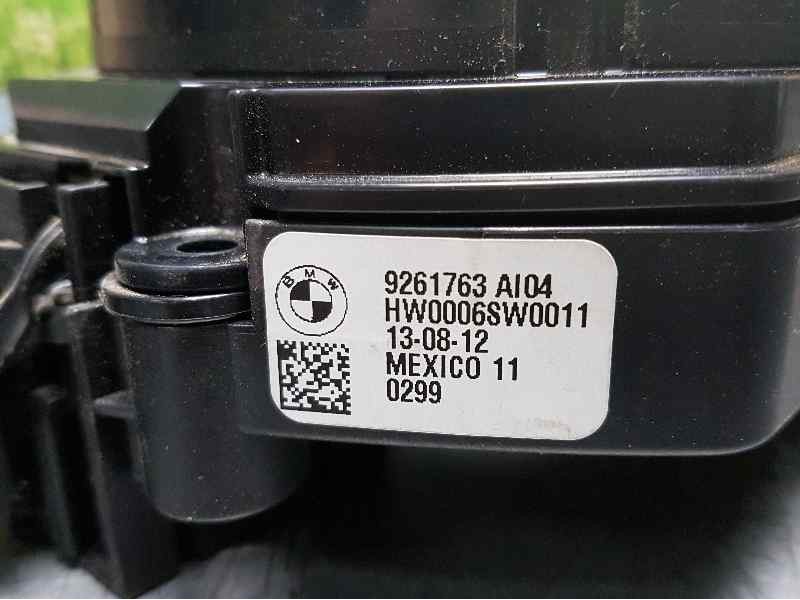 BMW
9261763 AI04
HW0006SW0011
13-08-12
MEXICO 11
0299